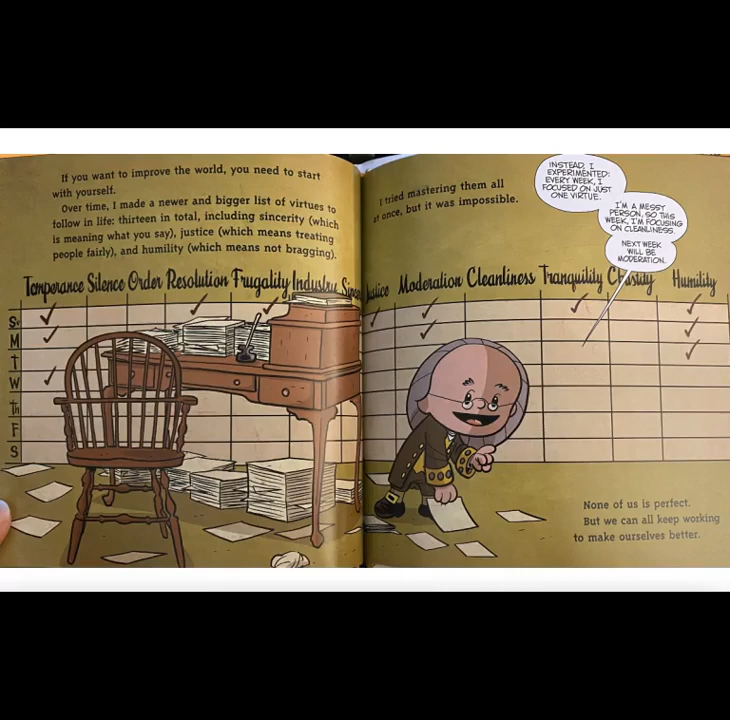 If you want to improve the world, you need to start
with yourself.
Over time, I made a newer and bigger list of virtues to
follow in life: thirteen in total, including sincerity (which
is meaning what you say), justice (which means treating
people fairly), and humility (which means not bragging).
Temperance Silence Order Resolution Frugality Industry
S
M
T
W
th
F
S
I tried mastering them all
at once, but it was impossible.
INSTEAD, I
EXPERIMENTED:
EVERY WEEK, I
FOCUSED ON JUST
ONE VIRTUE.
I'M A MESSY
PERSON, SO THIS
WEEK, I'M FOCUSING
ON CLEANLINESS.
NEXT WEEK
WILL BE
MODERATION.
Justice Moderation Cleanliness Tranquility Chastity Humility
None of us is perfect.
But we can all keep working
to make ourselves better.